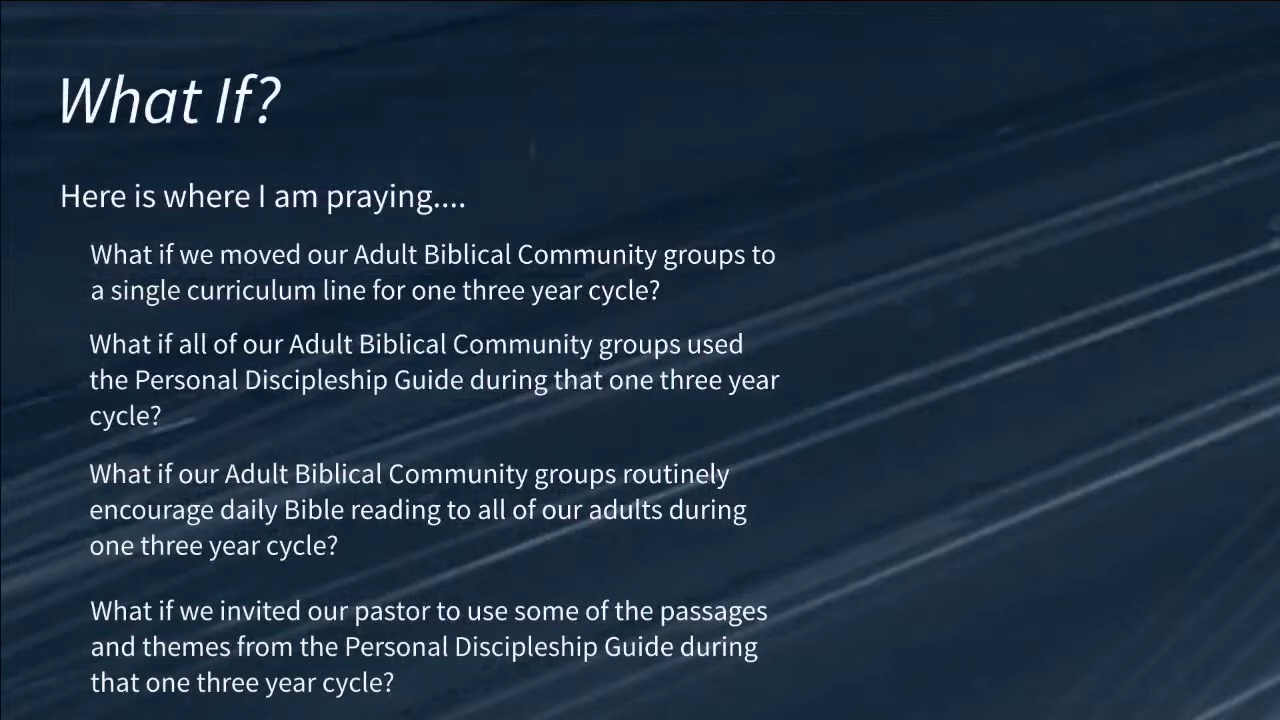 What If?
Here is where I am praying....
What if we moved our Adult Biblical Community groups to
a single curriculum line for one three year cycle?
What if all of our Adult Biblical Community groups used
the Personal Discipleship Guide during that one three year
cycle?
What if our Adult Biblical Community groups routinely
encourage daily Bible reading to all of our adults during
one three year cycle?
What if we invited our pastor to use some of the passages
and themes from the Personal Discipleship Guide during
that one three year cycle?